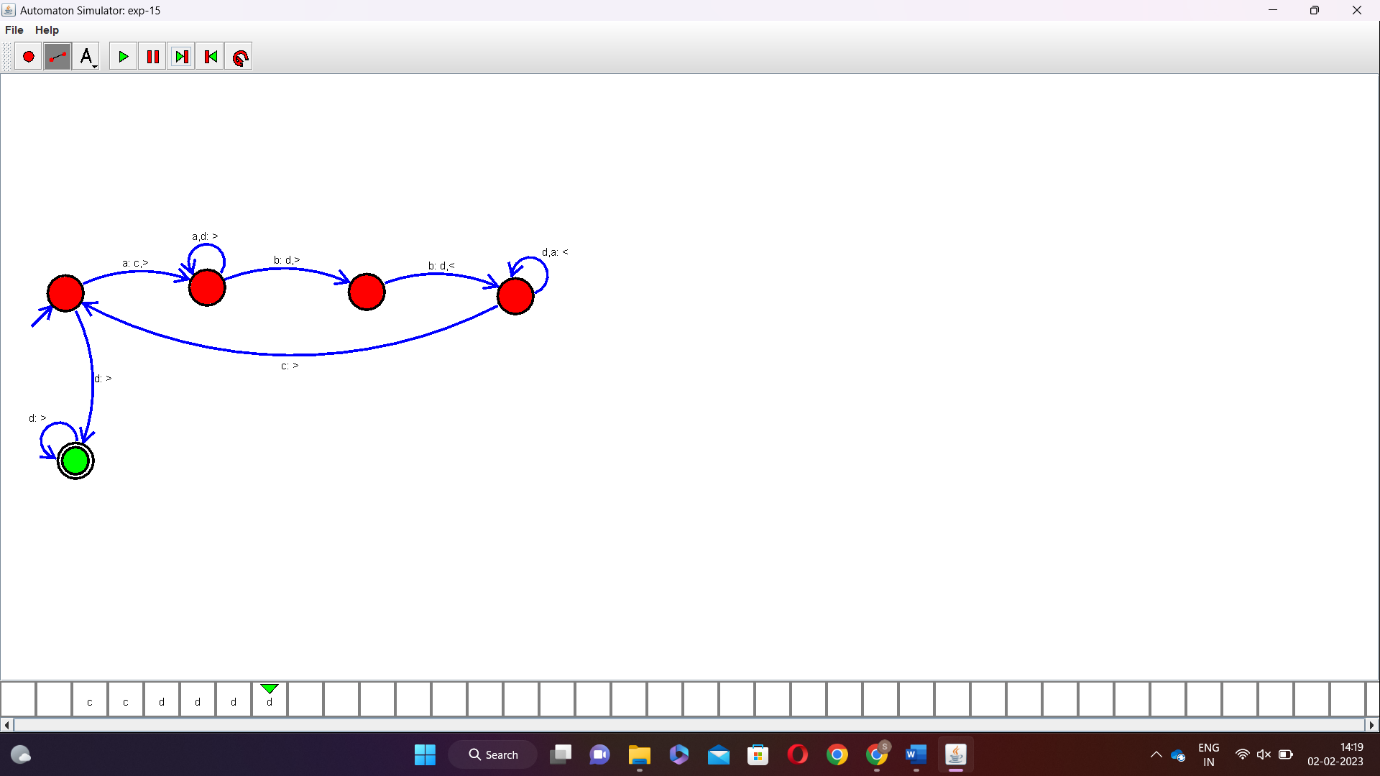 Automaton Simulator: exp-15
File Help
A
a,d: >
a: c,>
b: d,>
b: d,<
d,a: <
c: >
d: >
d: >
c c d d d d
Search
S
ENG
IN
14:19
02-02-2023